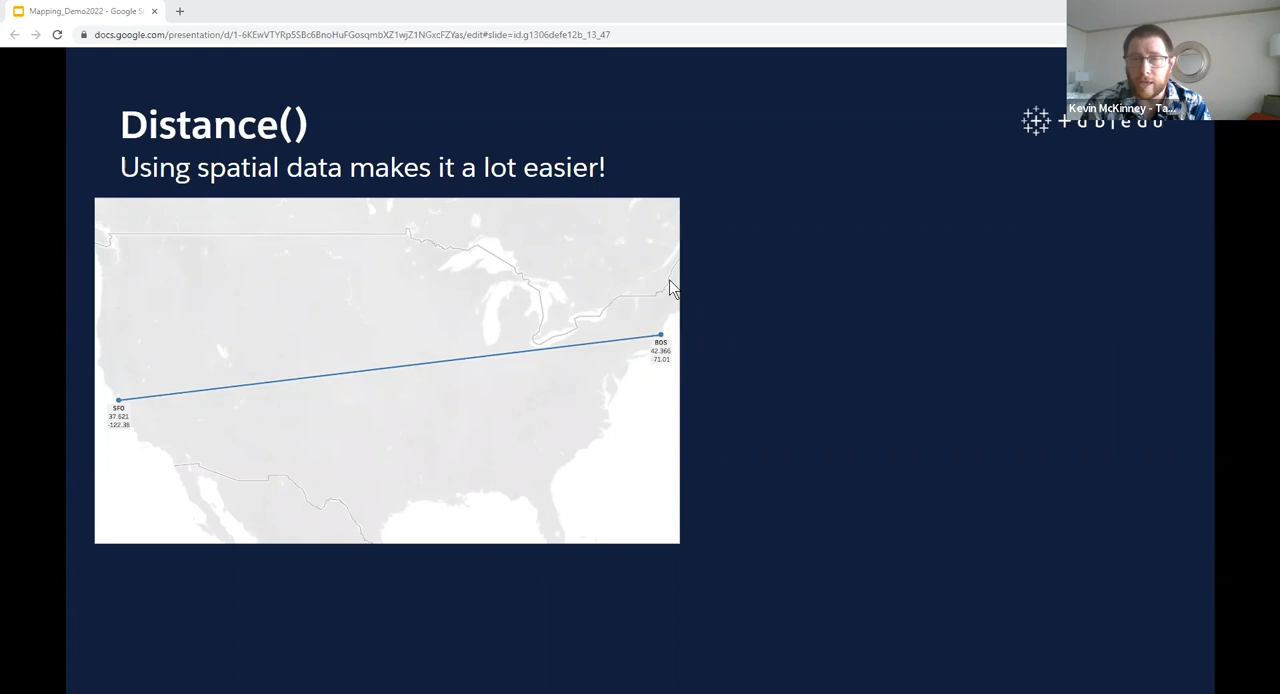 Mapping_Demo2022 - Google Sl
docs.google.com/presentation/d/1-6KEwVTYRp5SBc6BnoHuFGosqmbXZ1wjZ1NGxcFZYas/edit#slide=id.g1306defe12b_13_47
Kevin McKinney - Ta...
Distance()
Using spatial data makes it a lot easier!
BOS
42.366
-71.01
SFO
37.621
-122.38